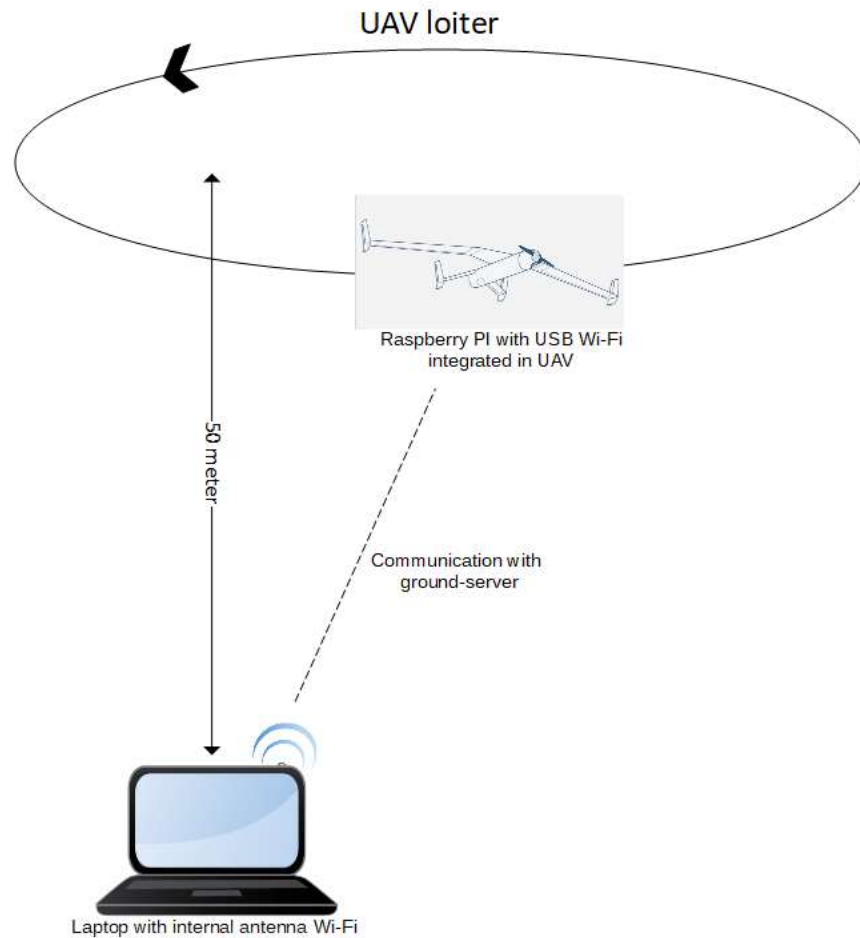 UAV loiter
Raspberry PI with USB Wi-Fi
integrated in UAV
50 meter
Communication with
ground-server
Laptop with internal antenna Wi-Fi